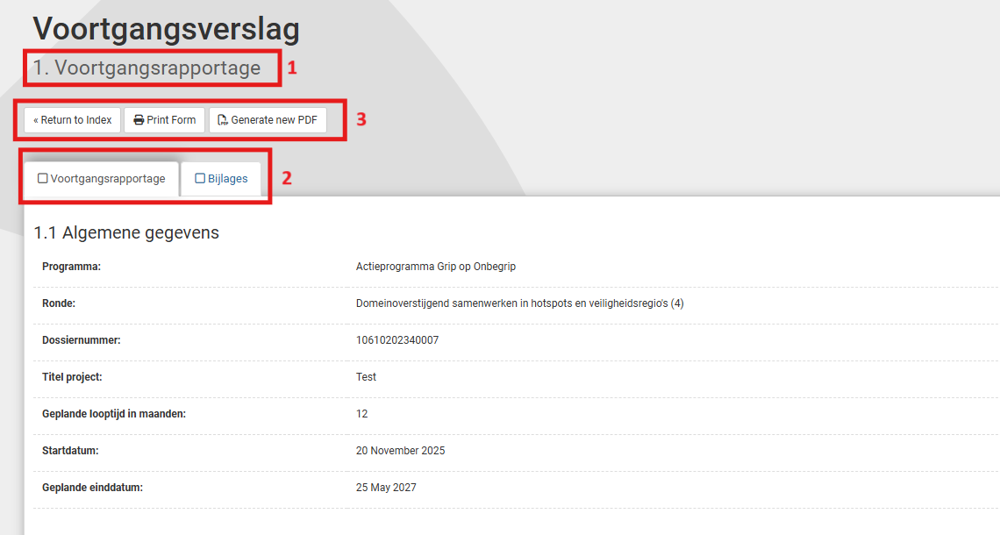 Voortgangsverslag
1. Voortgangsrapportage 1
« Return to Index Print Form Generate new PDF 3
Voortgangsrapportage Bijlages 2
1.1 Algemene gegevens
Programma: Actieprogramma Grip op Onbegrip
Ronde: Domeinoverstijgend samenwerken in hotspots en veiligheidsregio's (4)
Dossiernummer: 10610202340007
Titel project: Test
Geplande looptijd in maanden: 12
Startdatum: 20 November 2025
Geplande einddatum: 25 May 2027